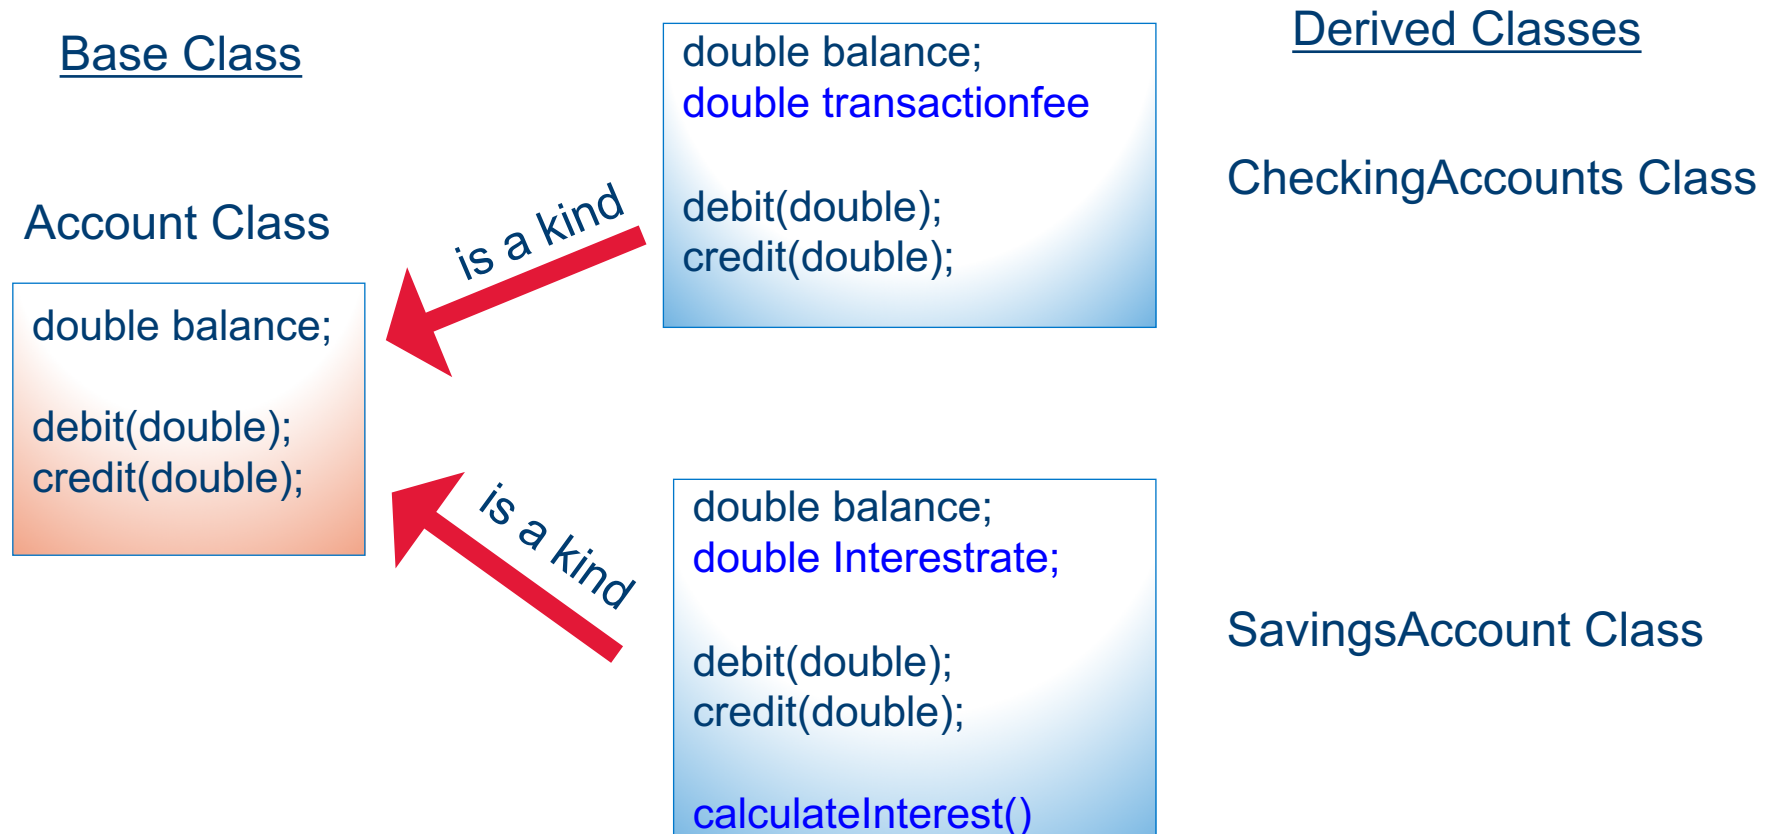 Base Class
Account Class
double balance;
debit(double);
credit(double);
is a kind
is a kind
double balance;
double transactionfee
debit(double);
credit(double);
double balance;
double Interestrate;
debit(double);
credit(double);
calculateInterest()
Derived Classes
CheckingAccounts Class
SavingsAccount Class